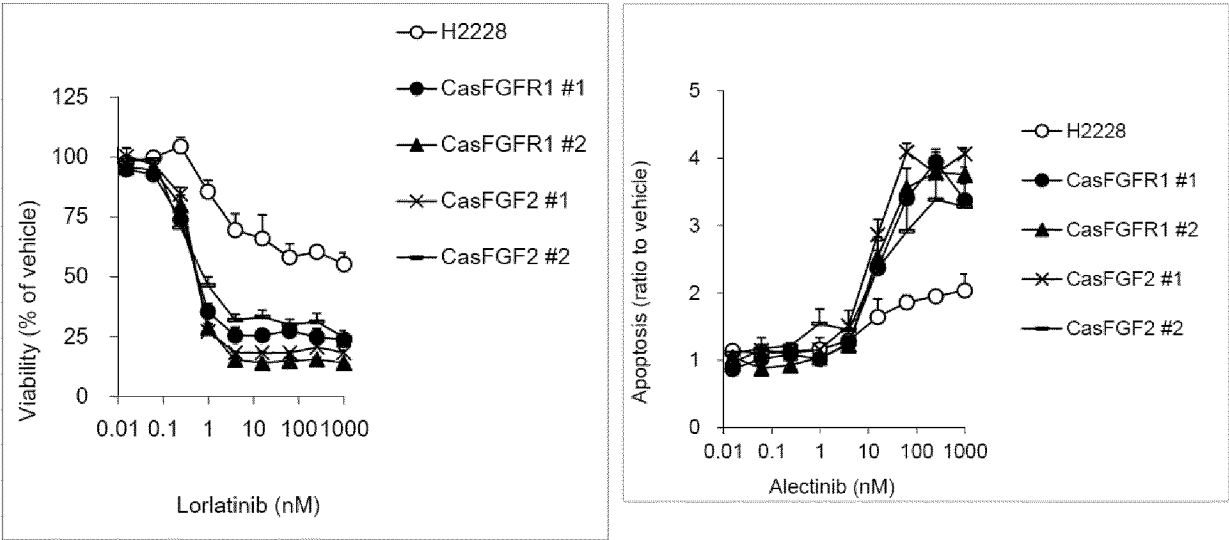 H2228
CasFGFR1 #1
CasFGFR1 #2
CasFGF2 #1
CasFGF2 #2
Viability (% of vehicle)
125
100
75
50
25
0
0.01 0.1 1 10 100 1000
Lorlatinib (nM)
Apoptosis (ratio to vehicle)
5
4
3
2
1
0
0.01 0.1 1 10 100 1000
Alectinib (nM)
H2228
CasFGFR1 #1
CasFGFR1 #2
CasFGF2 #1
CasFGF2 #2